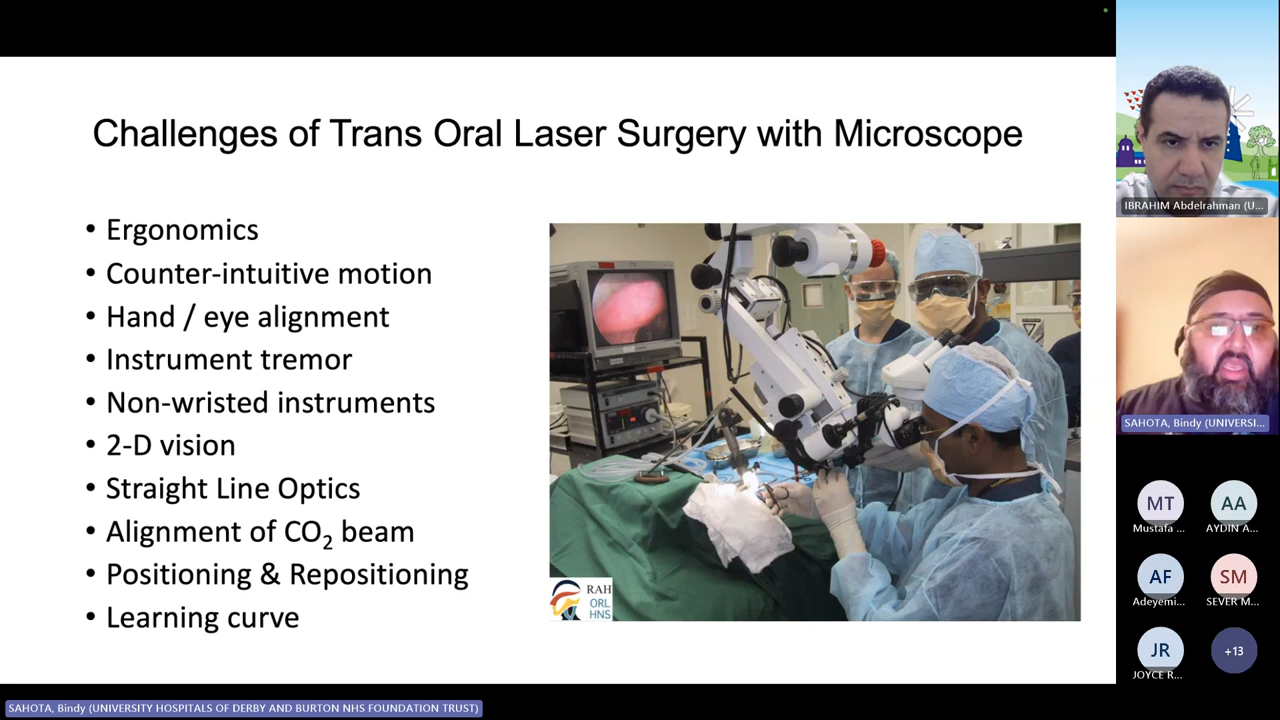 Challenges of Trans Oral Laser Surgery with Microscope
• Ergonomics
• Counter-intuitive motion
• Hand / eye alignment
• Instrument tremor
• Non-wristed instruments
• 2-D vision
• Straight Line Optics
• Alignment of CO₂ beam
• Positioning & Repositioning
• Learning curve
RAH
ORL
HNS
IBRAHIM Abdelrahman (U...
SAHOTA, Bindy (UNIVERSI...
MT
Mustafa ...
AA
AYDIN A...
AF
Adeyemi...
SM
SEVER M...
JR
JOYCE R...
+13
SAHOTA, Bindy (UNIVERSITY HOSPITALS OF DERBY AND BURTON NHS FOUNDATION TRUST)